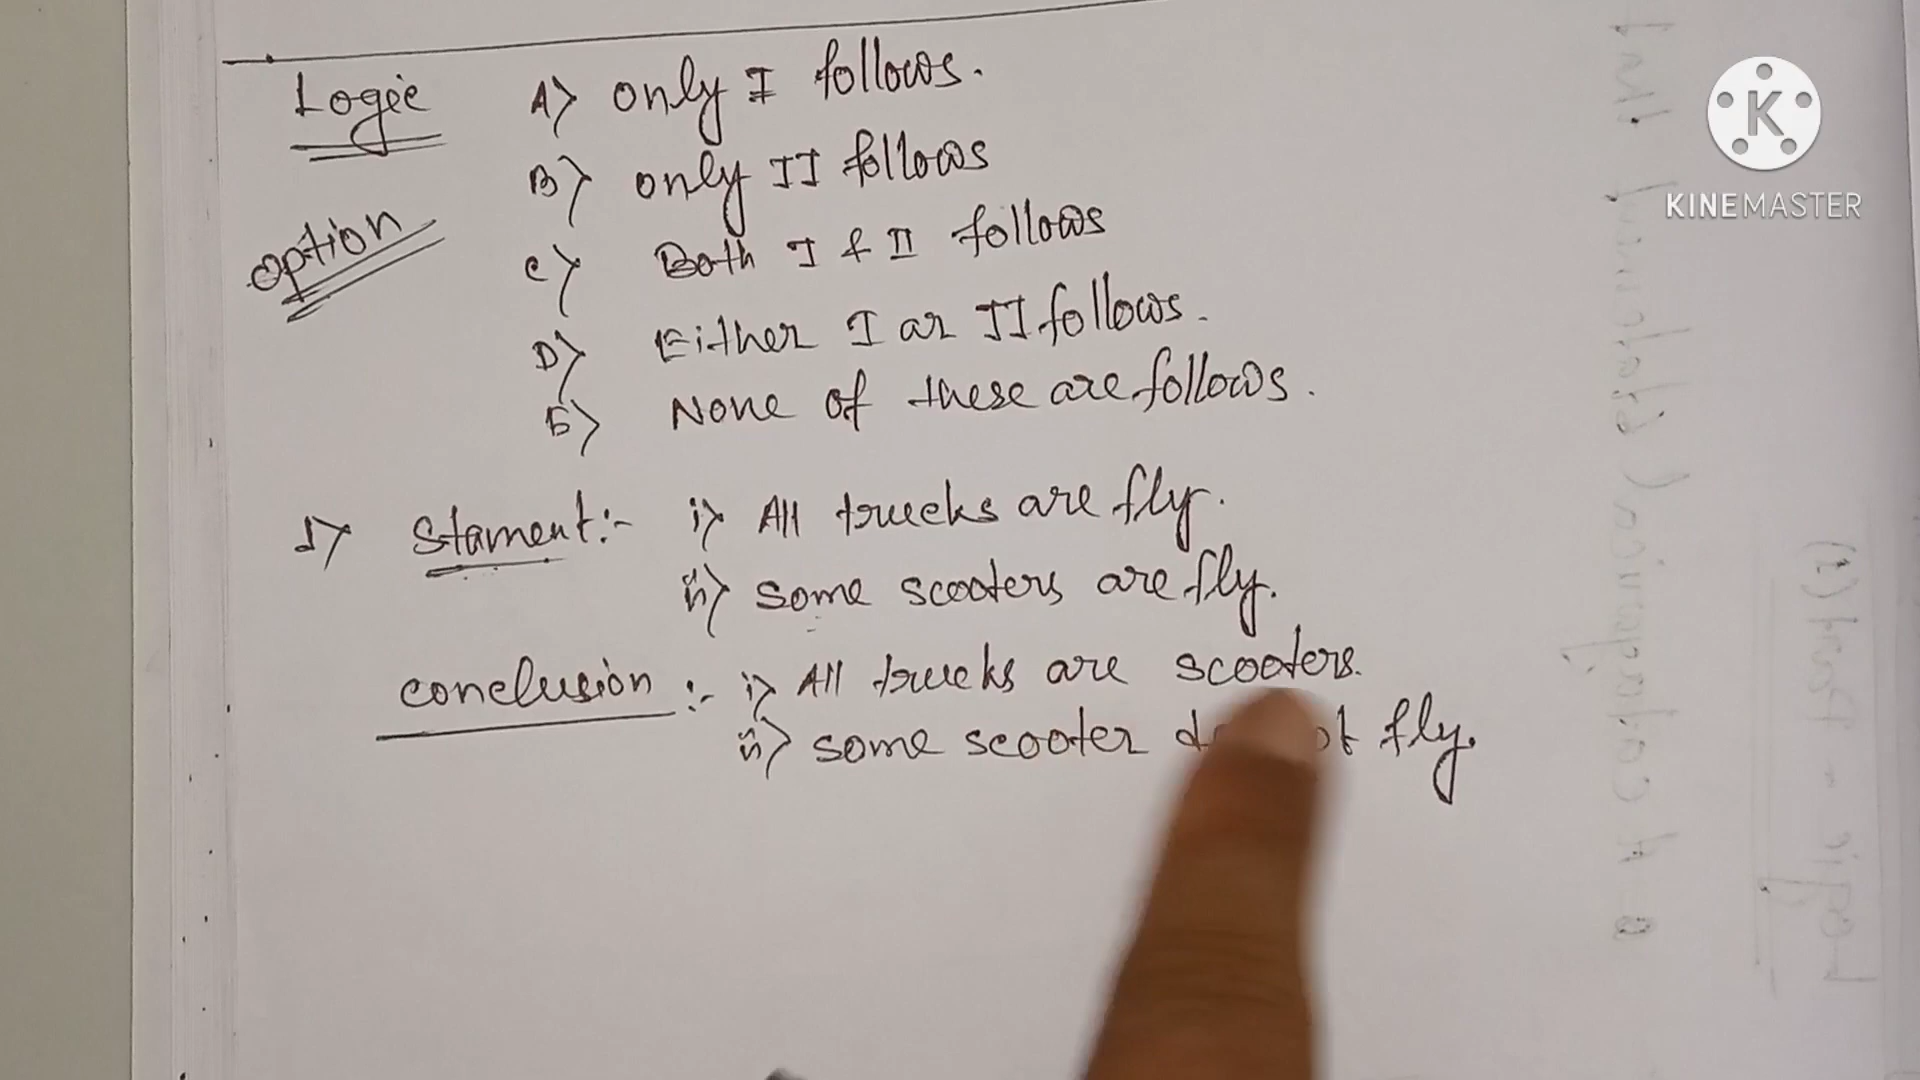 Logic A) only I follows.
option B) only II follows
C) Both I & II follows
D) Either I or II follows.
E) None of these are follows.
1) Stament:- i) All trucks are fly.
ii) some scooters are fly.
conclusion:- i) All trucks are scooters.
ii) some scooter fly.
KINEMASTER